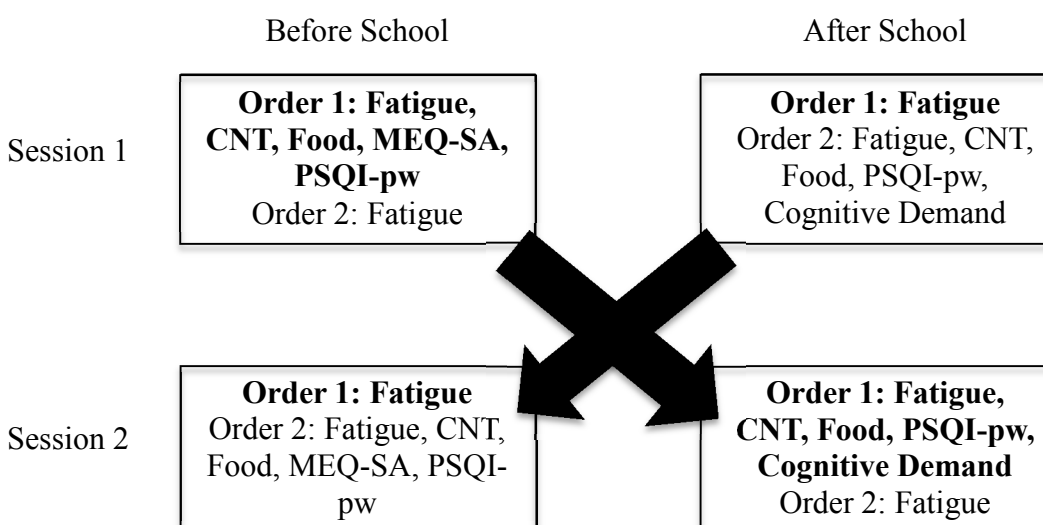 Before School
After School
Session 1
Order 1: Fatigue,
CNT, Food, MEQ-SA,
PSQI-pw
Order 2: Fatigue
Order 1: Fatigue
Order 2: Fatigue, CNT,
Food, PSQI-pw,
Cognitive Demand
Session 2
Order 1: Fatigue
Order 2: Fatigue, CNT,
Food, MEQ-SA, PSQI-
pw
Order 1: Fatigue,
CNT, Food, PSQI-pw,
Cognitive Demand
Order 2: Fatigue